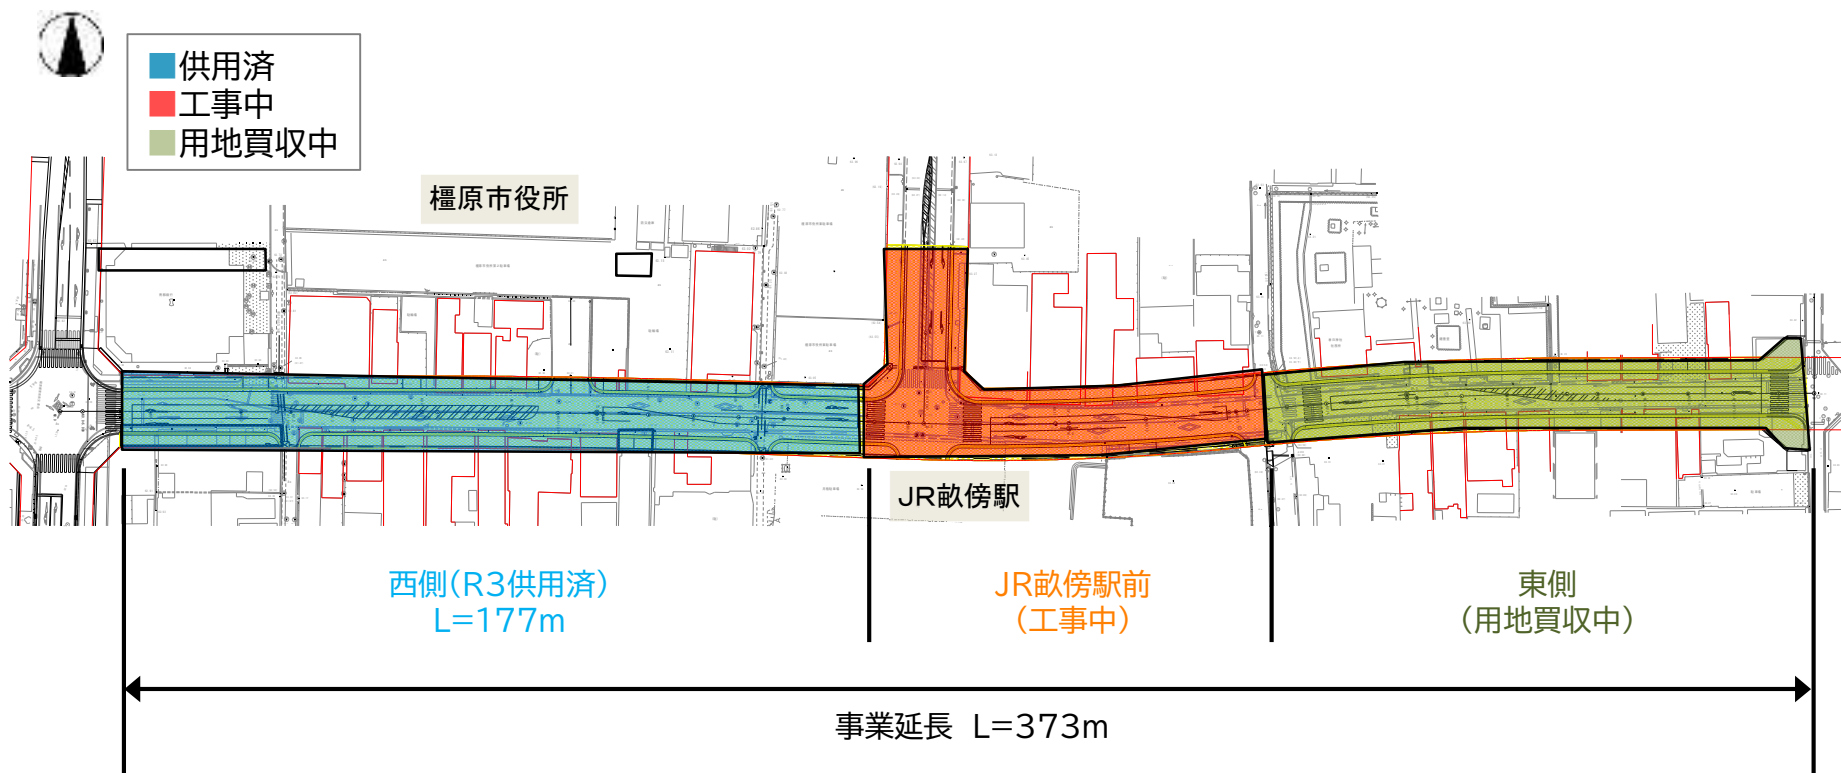 供用済
工事中
用地買収中
橿原市役所
JR畝傍駅
西側(R3供用済)
L=177m
JR畝傍駅前
(工事中)
東側
(用地買収中)
事業延長 L=373m